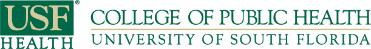 USF® COLLEGE OF PUBLIC HEALTH
HEALTH UNIVERSITY OF SOUTH FLORIDA